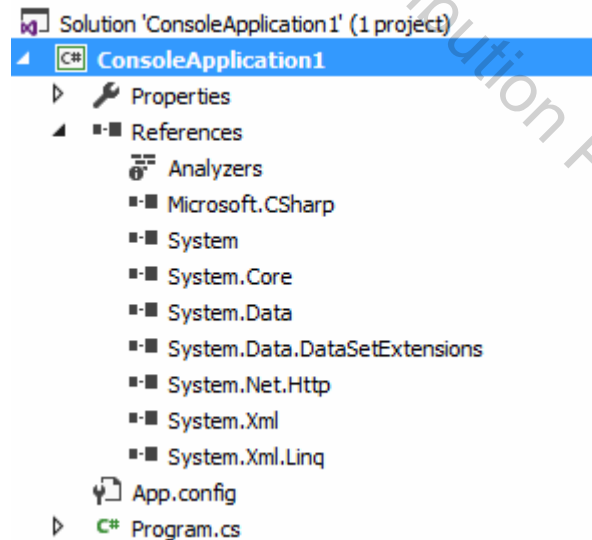 Solution 'ConsoleApplication1' (1 project)
C# ConsoleApplication1
Properties
References
Analyzers
Microsoft.CSharp
System
System.Core
System.Data
System.Data.DataSetExtensions
System.Net.Http
System.Xml
System.Xml.Linq
App.config
C# Program.cs